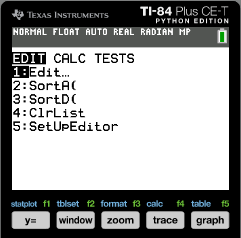 TEXAS INSTRUMENTS TI-84 Plus CE-T
PYTHON EDITION
NORMAL FLOAT AUTO REAL RADIAN MP
EDIT CALC TESTS
1:Edit…
2:SortA(
3:SortD(
4:ClrList
5:SetUpEditor
statplot f1 tblset f2 format f3 calc f4 table f5
y= window zoom trace graph